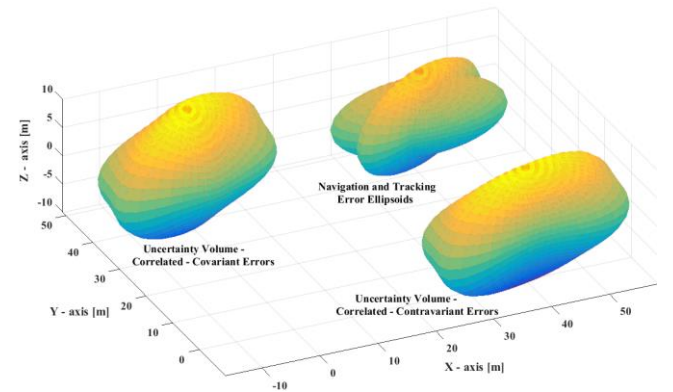 10
5
0
-5
-10
Z - axis [m]
50
40
30
20
10
0
Y - axis [m]
Navigation and Tracking
Error Ellipsoids
Uncertainty Volume -
Correlated - Covariant Errors
Uncertainty Volume -
Correlated - Contravariant Errors
-10
0
10
20
30
40
50
X - axis [m]